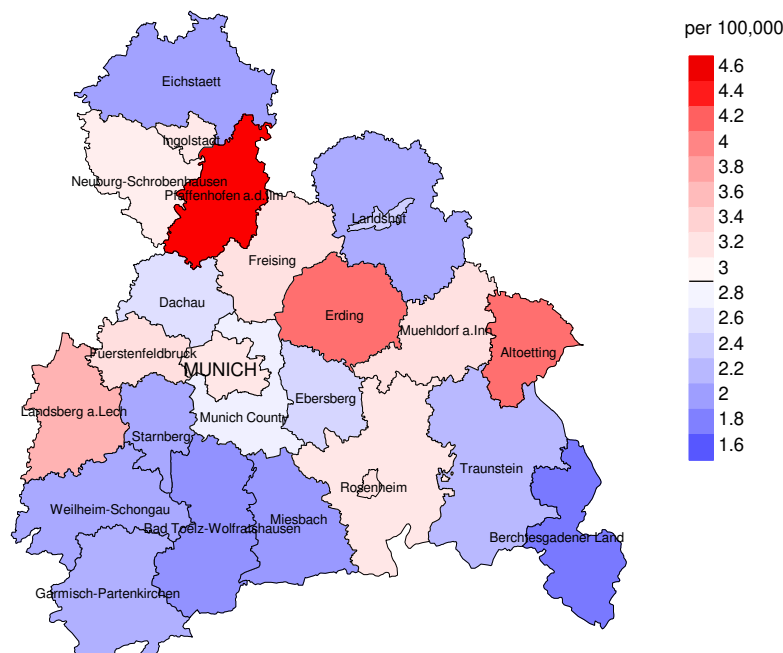 per 100,000
4.6
4.4
4.2
4
3.8
3.6
3.4
3.2
3
2.8
2.6
2.4
2.2
2
1.8
1.6
Eichstaett
Ingolstadt
Neuburg-Schrobenhausen
Pfaffenhofen a.d.Ilm
Landshut
Freising
Dachau
Erding
Muehldorf a.Inn
Altoetting
Fuerstenfeldbruck
MUNICH
Landsberg a.Lech
Ebersberg
Munich County
Starnberg
Traunstein
Rosenheim
Weilheim-Schongau
Miesbach
Bad Toelz-Wolfratshausen
Berchtesgadener Land
Garmisch-Partenkirchen